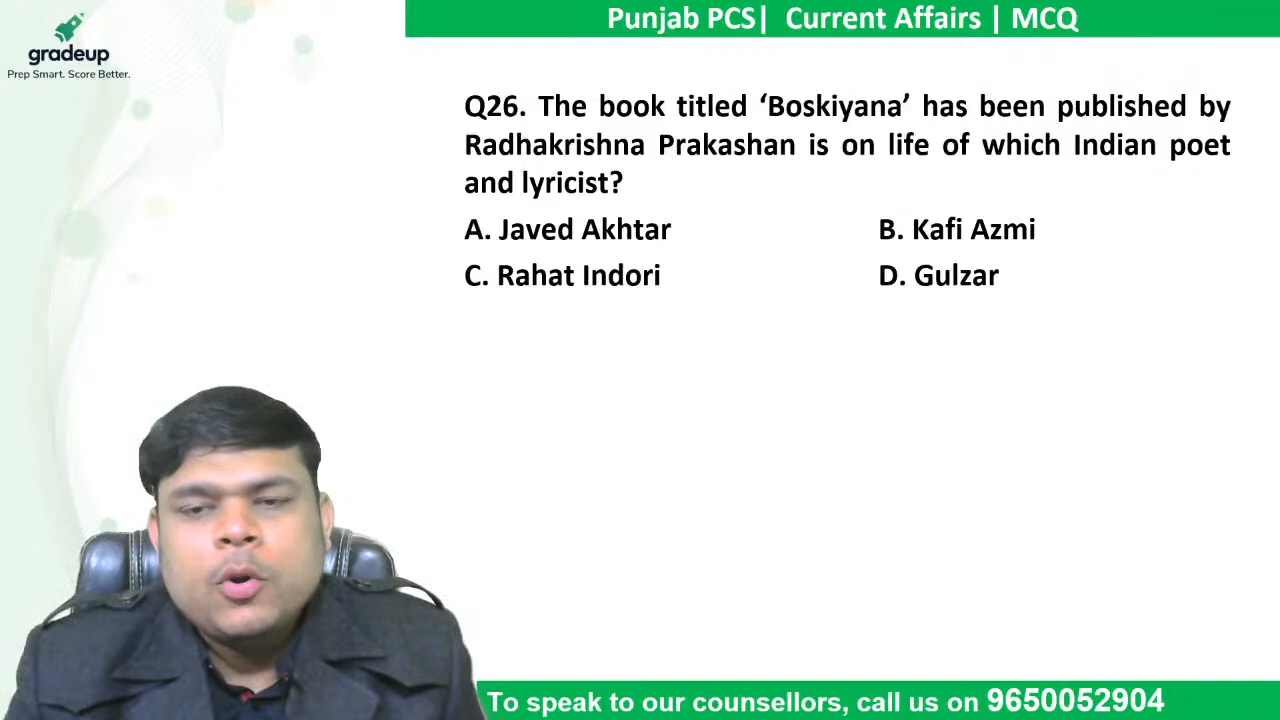 gradeup
Prep Smart. Score Better.
Punjab PCS| Current Affairs | MCQ
Q26. The book titled ‘Boskiyana’ has been published by
Radhakrishna Prakashan is on life of which Indian poet
and lyricist?
A. Javed Akhtar B. Kafi Azmi
C. Rahat Indori D. Gulzar
To speak to our counsellors, call us on 9650052904